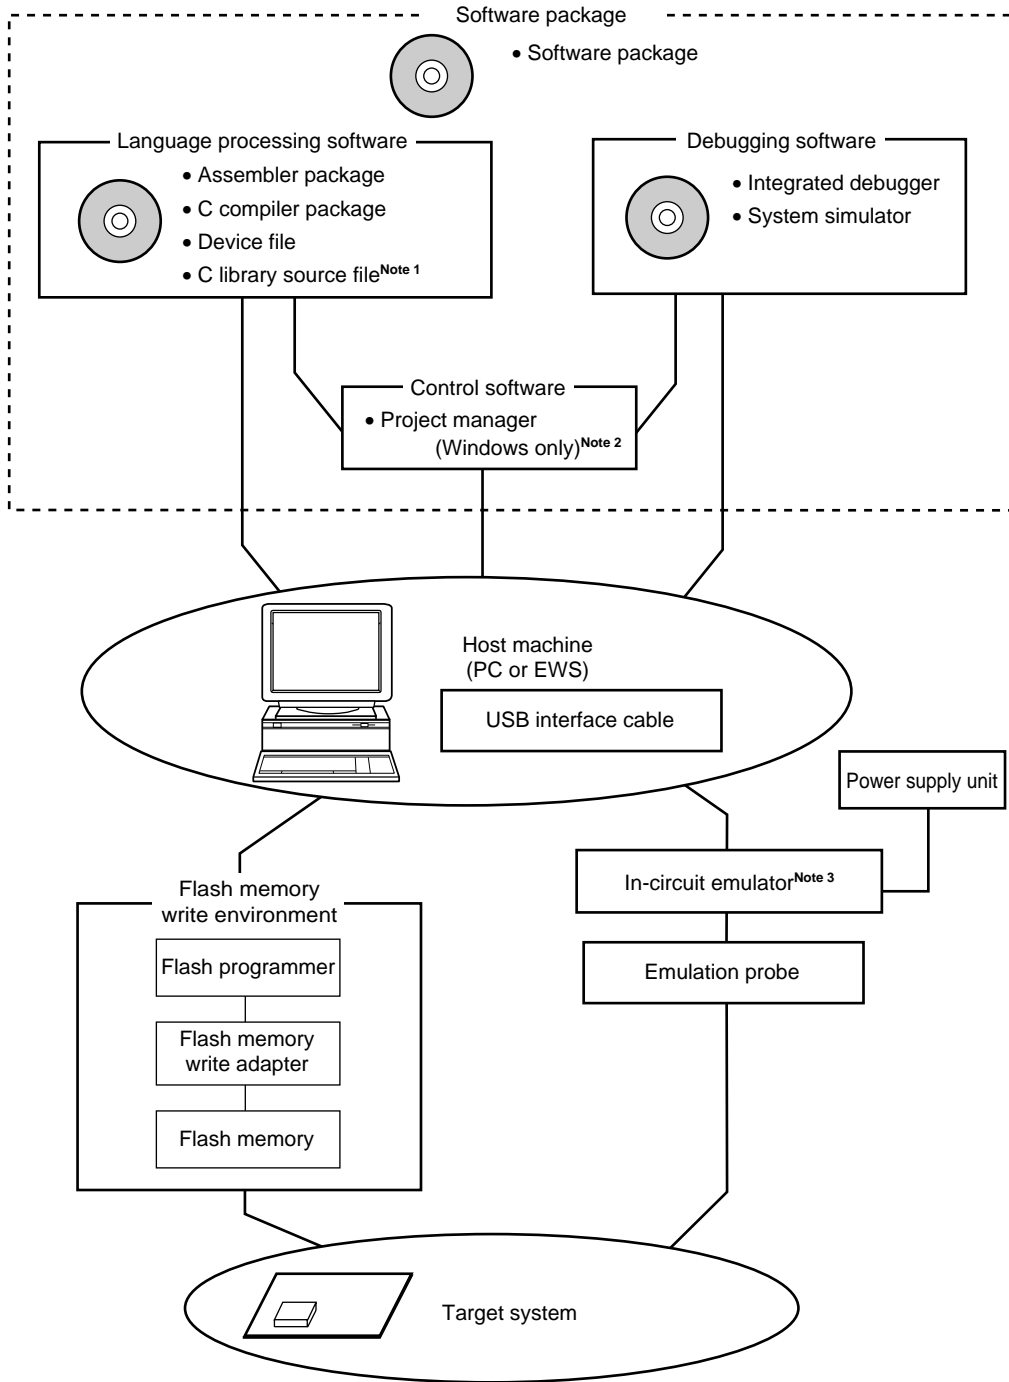 Software package
• Software package
Language processing software
• Assembler package
• C compiler package
• Device file
• C library source fileNote 1
Debugging software
• Integrated debugger
• System simulator
Control software
• Project manager
(Windows only)Note 2
Host machine
(PC or EWS)
USB interface cable
Power supply unit
Flash memory
write environment
Flash programmer
Flash memory
write adapter
Flash memory
In-circuit emulatorNote 3
Emulation probe
Target system